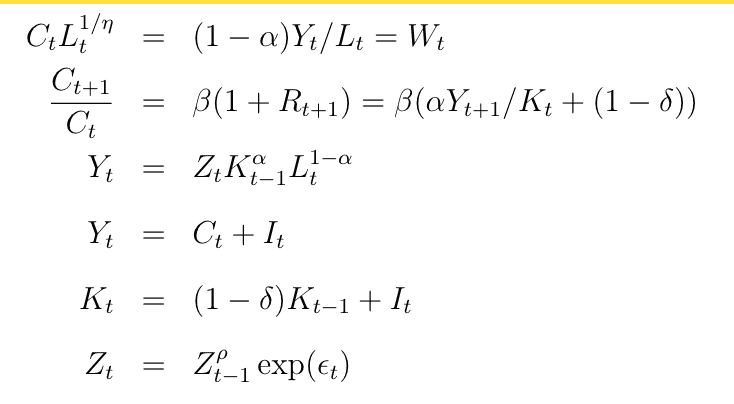 C_t L_t^{1/η} = (1 − α)Y_t/L_t = W_t
\frac{C_{t+1}}{C_t} = β(1 + R_{t+1}) = β(αY_{t+1}/K_t + (1 − δ))
Y_t = Z_t K_{t−1}^α L_t^{1−α}
Y_t = C_t + I_t
K_t = (1 − δ)K_{t−1} + I_t
Z_t = Z_{t−1}^ρ exp(ϵ_t)